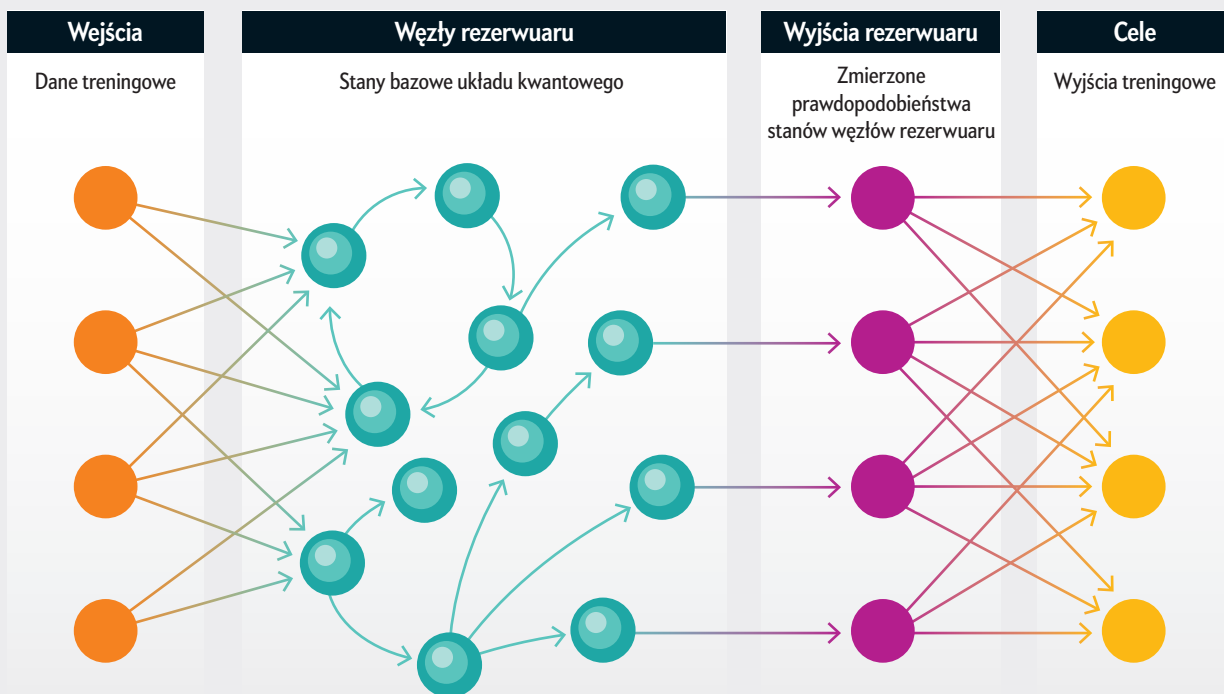 Wejścia
Węzły rezerwuaru
Wyjścia rezerwuaru
Cele
Dane treningowe
Stany bazowe układu kwantowego
Zmierzone
prawdopodobieństwa
stanów węzłów rezerwuaru
Wyjścia treningowe